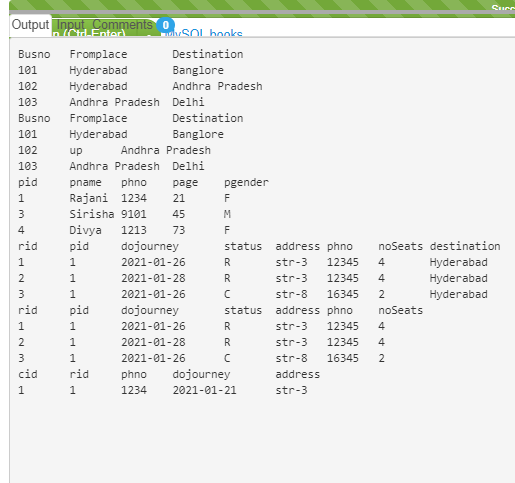 Succ
Output Input Comments 0
n (Ctrl-Enter) MySQL books
Busno Fromplace Destination
101 Hyderabad Banglore
102 Hyderabad Andhra Pradesh
103 Andhra Pradesh Delhi
Busno Fromplace Destination
101 Hyderabad Banglore
102 up Andhra Pradesh
103 Andhra Pradesh Delhi
pid pname phno page pgender
1 Rajani 1234 21 F
3 Sirisha 9101 45 M
4 Divya 1213 73 F
rid pid dojourney status address phno noSeats destination
1 1 2021-01-26 R str-3 12345 4 Hyderabad
2 1 2021-01-28 R str-3 12345 4 Hyderabad
3 1 2021-01-26 C str-8 16345 2 Hyderabad
rid pid dojourney status address phno noSeats
1 1 2021-01-26 R str-3 12345 4
2 1 2021-01-28 R str-3 12345 4
3 1 2021-01-26 C str-8 16345 2
cid rid phno dojourney address
1 1 1234 2021-01-21 str-3